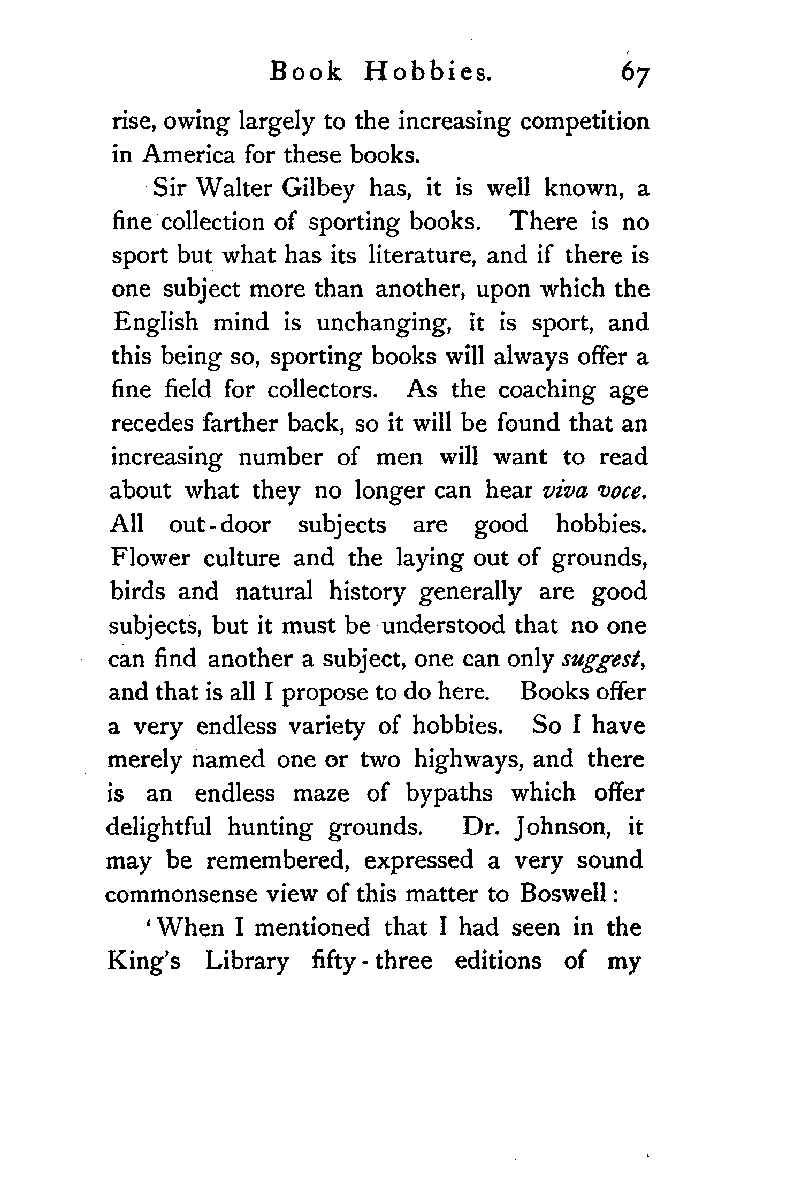 Book Hobbies. 67
rise, owing largely to the increasing competition
in America for these books.
Sir Walter Gilbey has, it is well known, a
fine collection of sporting books. There is no
sport but what has its literature, and if there is
one subject more than another, upon which the
English mind is unchanging, it is sport, and
this being so, sporting books will always offer a
fine field for collectors. As the coaching age
recedes farther back, so it will be found that an
increasing number of men will want to read
about what they no longer can hear viva voce.
All out-door subjects are good hobbies.
Flower culture and the laying out of grounds,
birds and natural history generally are good
subjects, but it must be understood that no one
can find another a subject, one can only suggest,
and that is all I propose to do here. Books offer
a very endless variety of hobbies. So I have
merely named one or two highways, and there
is an endless maze of bypaths which offer
delightful hunting grounds. Dr. Johnson, it
may be remembered, expressed a very sound
commonsense view of this matter to Boswell :
‘When I mentioned that I had seen in the
King's Library fifty-three editions of my